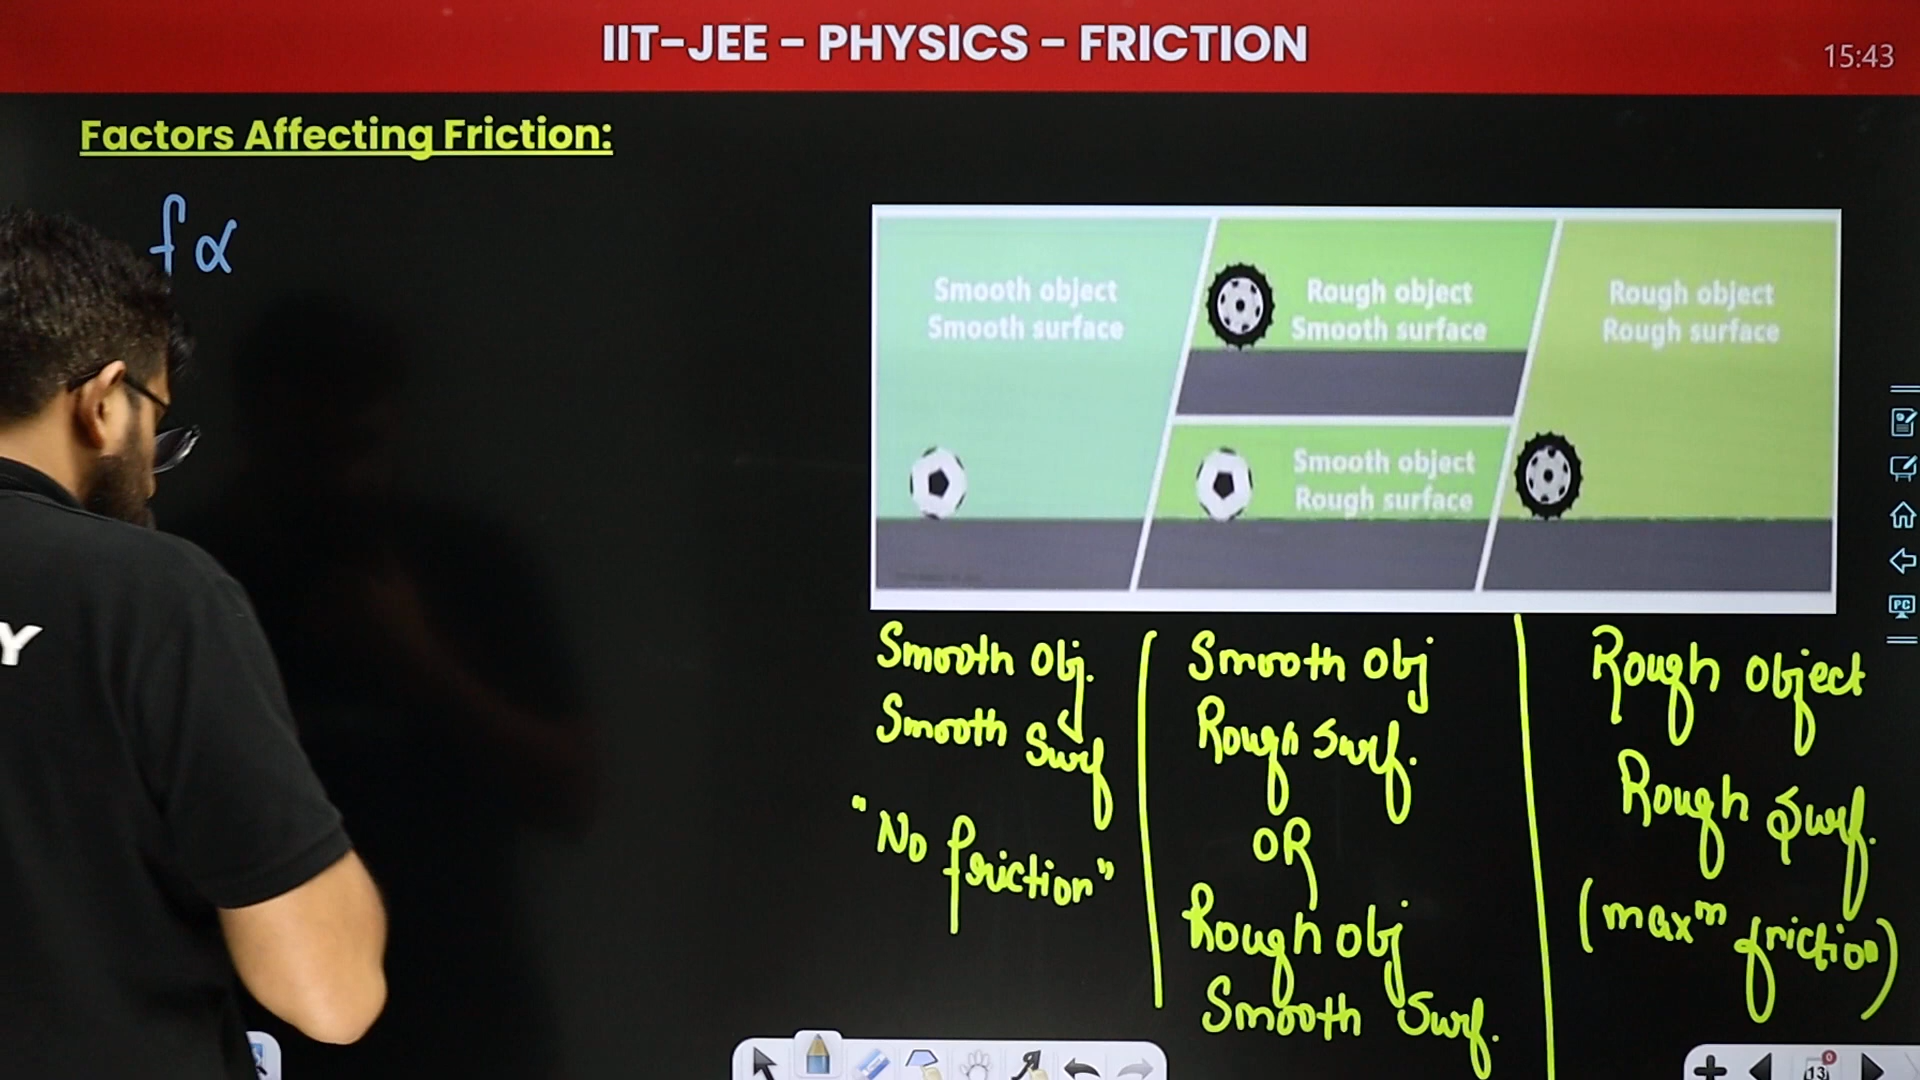 IIT-JEE - PHYSICS - FRICTION
15:43
Factors Affecting Friction:
f α
Smooth object
Smooth surface
Rough object
Smooth surface
Smooth object
Rough surface
Rough object
Rough surface
Smooth Obj.
Smooth Surf
"No friction"
Smooth Obj
Rough Surf.
OR
Rough Obj
Smooth Surf.
Rough Object
Rough Surf.
(maxᵐ friction)
Y
PC
13